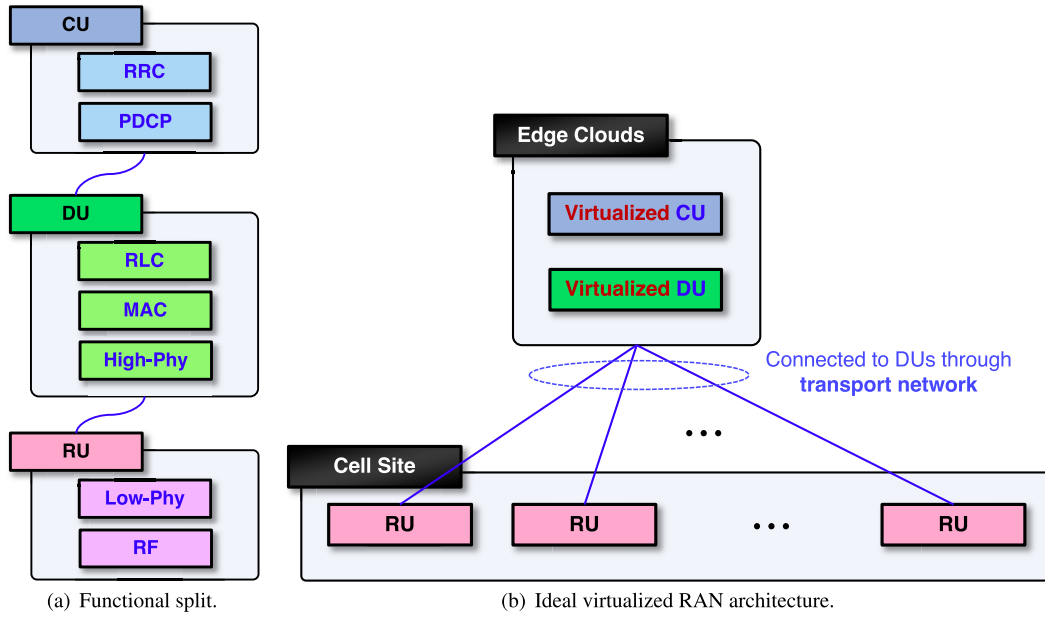 CU
RRC
PDCP
DU
RLC
MAC
High-Phy
RU
Low-Phy
RF
(a) Functional split.
Edge Clouds
Virtualized CU
Virtualized DU
Connected to DUs through
transport network
Cell Site
RU
RU
RU
(b) Ideal virtualized RAN architecture.